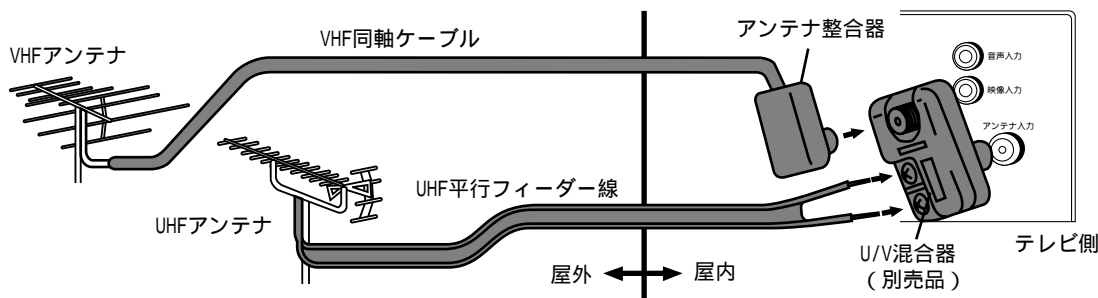 VHFアンテナ
VHF同軸ケーブル
アンテナ整合器
音声入力
映像入力
アンテナ入力
UHFアンテナ
UHF平行フィーダー線
屋外
屋内
U/V混合器
（別売品）
テレビ側